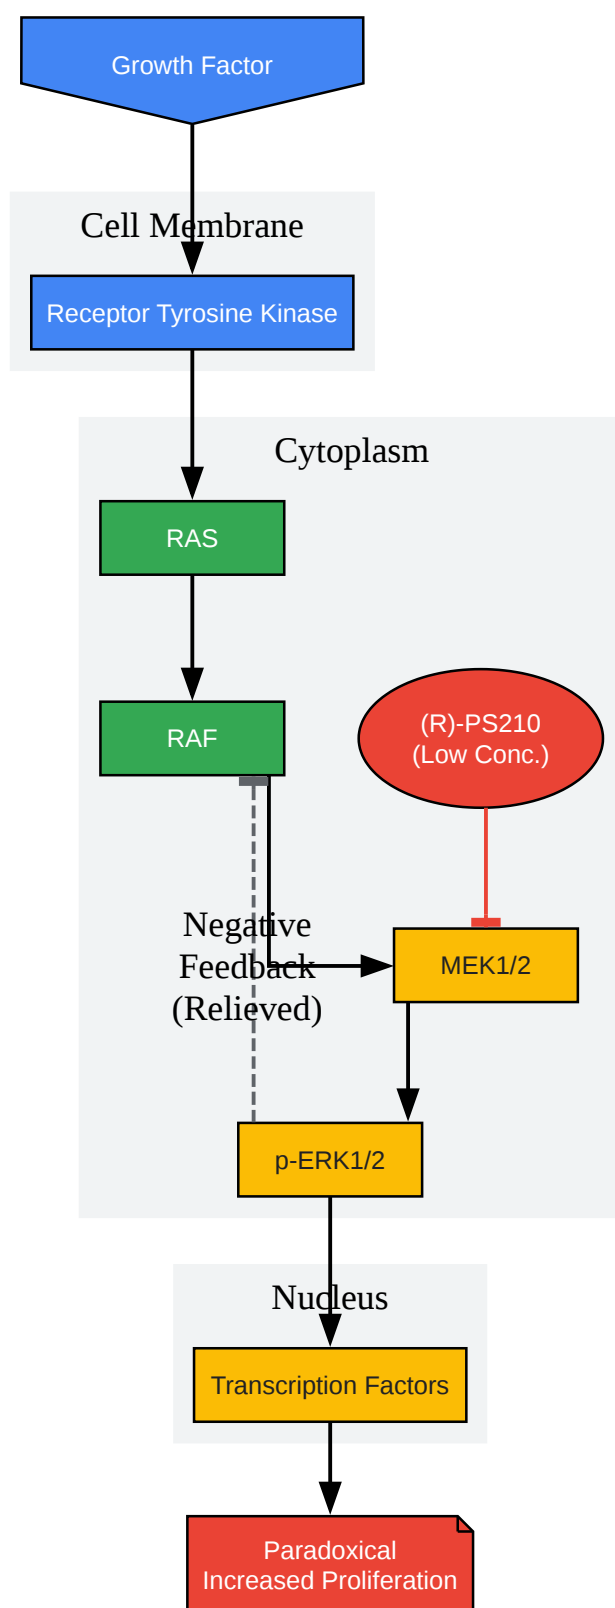 Growth Factor
Cell Membrane
Receptor Tyrosine Kinase
Cytoplasm
RAS
RAF
(R)-PS210
(Low Conc.)
Negative
Feedback
(Relieved)
MEK1/2
p-ERK1/2
Nucleus
Transcription Factors
Paradoxical
Increased Proliferation